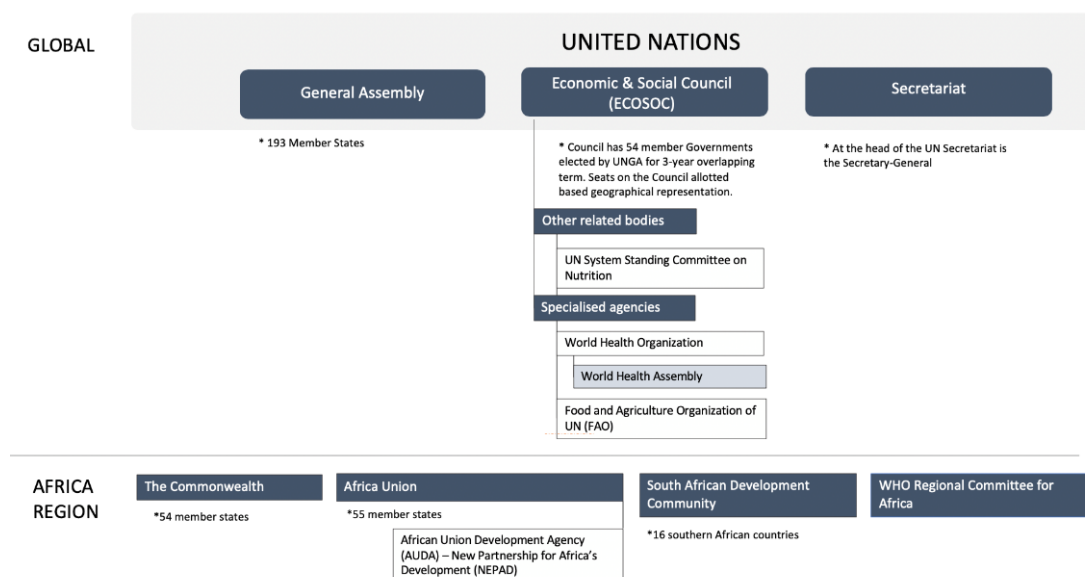 GLOBAL
UNITED NATIONS
General Assembly
Economic & Social Council
(ECOSOC)
Secretariat
* 193 Member States
* Council has 54 member Governments
elected by UNGA for 3-year overlapping
term. Seats on the Council allotted
based geographical representation.
* At the head of the UN Secretariat is
the Secretary-General
Other related bodies
UN System Standing Committee on
Nutrition
Specialised agencies
World Health Organization
World Health Assembly
Food and Agriculture Organization of
UN (FAO)
AFRICA
REGION
The Commonwealth
*54 member states
Africa Union
*55 member states
African Union Development Agency
(AUDA) – New Partnership for Africa's
Development (NEPAD)
South African Development
Community
*16 southern African countries
WHO Regional Committee for
Africa